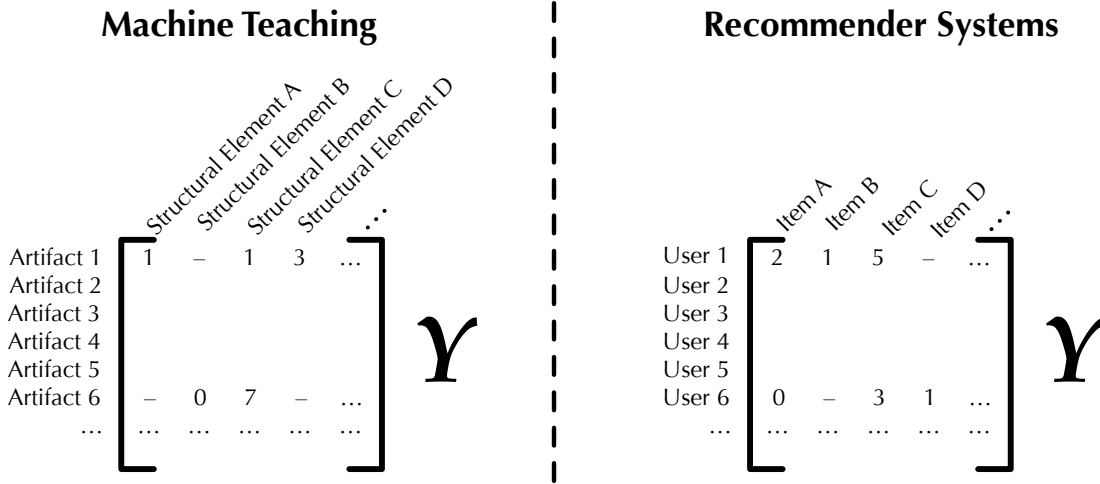 Machine Teaching
Structural Element A
Structural Element B
Structural Element C
Structural Element D
…
Artifact 1 1 – 1 3 …
Artifact 2
Artifact 3
Artifact 4
Artifact 5
Artifact 6 – 0 7 – …
… … … … … …
Y
Recommender Systems
Item A
Item B
Item C
Item D
…
User 1 2 1 5 – …
User 2
User 3
User 4
User 5
User 6 0 – 3 1 …
… … … … … …
Y